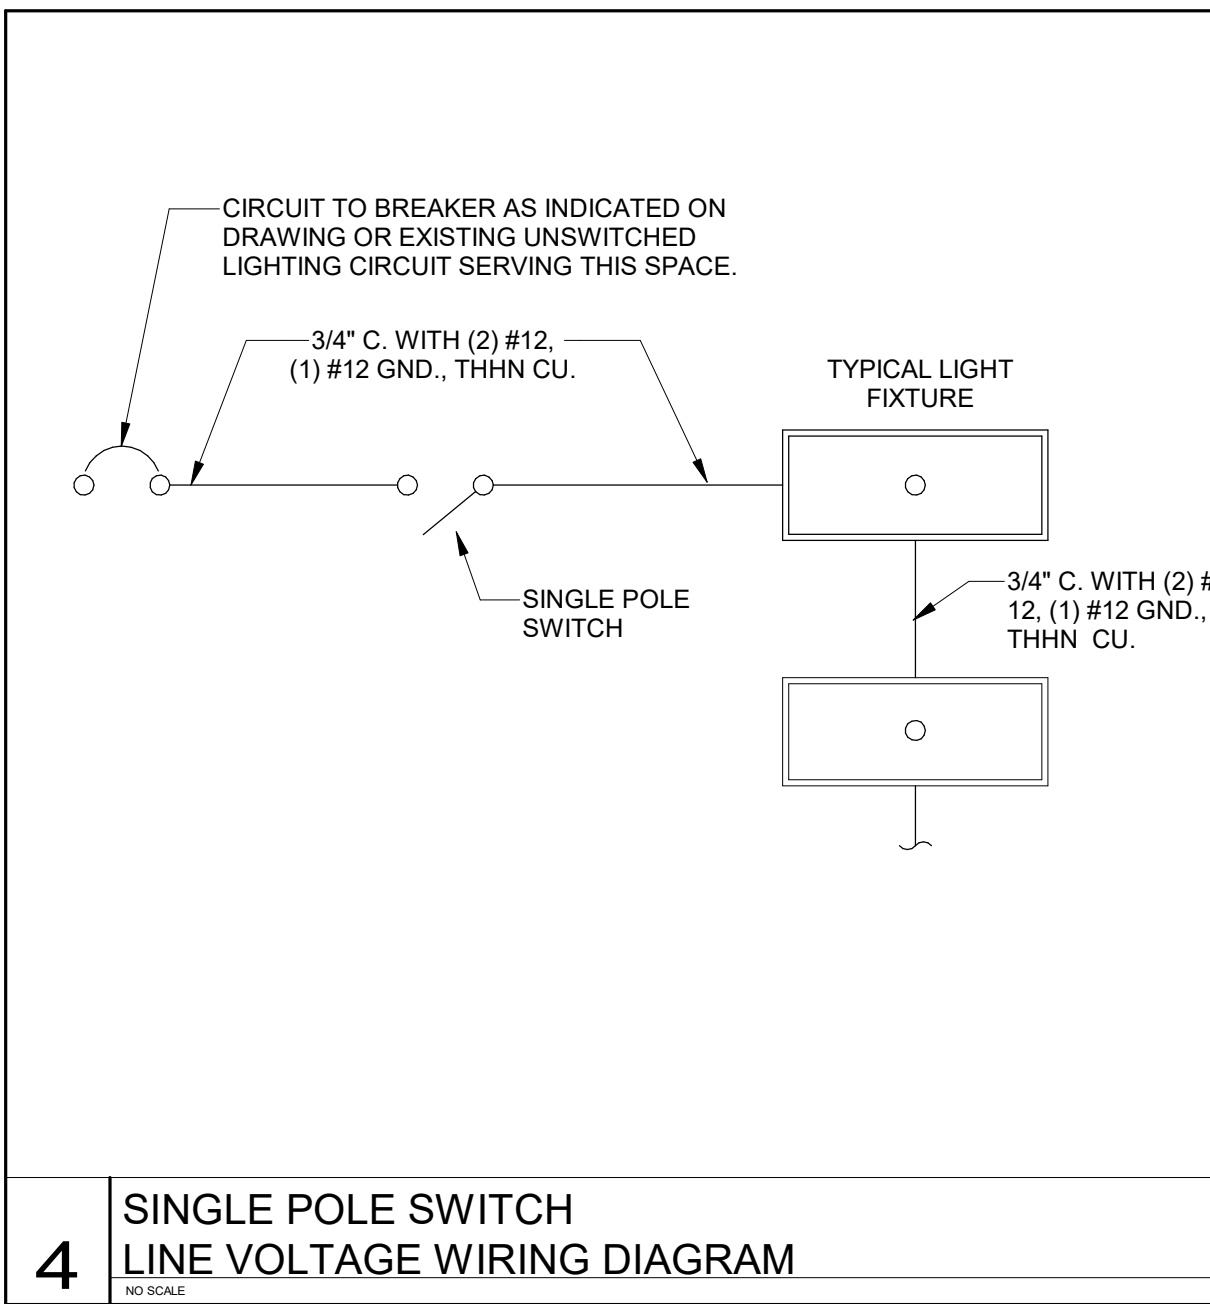 CIRCUIT TO BREAKER AS INDICATED ON
DRAWING OR EXISTING UNSWITCHED
LIGHTING CIRCUIT SERVING THIS SPACE.
3/4" C. WITH (2) #12,
(1) #12 GND., THHN CU.
TYPICAL LIGHT
FIXTURE
SINGLE POLE
SWITCH
3/4" C. WITH (2) #
12, (1) #12 GND.,
THHN CU.
4
SINGLE POLE SWITCH
LINE VOLTAGE WIRING DIAGRAM
NO SCALE